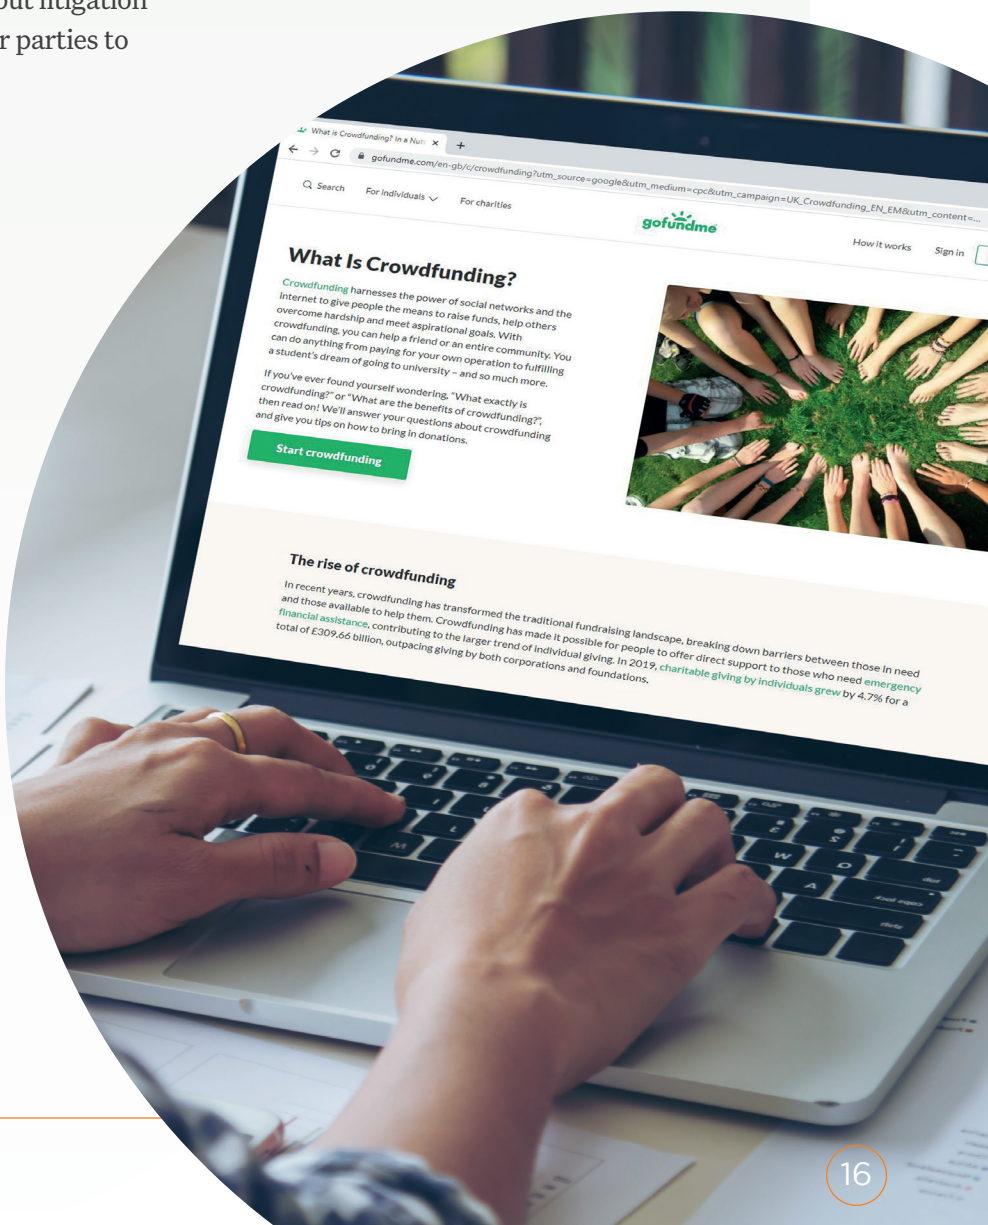 out litigation
r parties to
What is Crowdfunding? In a Nuts
gofundme.com/en-gb/c/crowdfunding?utm_source=google&utm_medium=cpc&utm_campaign=UK_Crowdfunding_EN_EM&utm_content=...
Search For individuals For charities gofundme How it works Sign in
What Is Crowdfunding?
Crowdfunding harnesses the power of social networks and the
Internet to give people the means to raise funds, help others
overcome hardship and meet aspirational goals. With
crowdfunding, you can help a friend or an entire community. You
can do anything from paying for your own operation to fulfilling
a student's dream of going to university – and so much more.
If you've ever found yourself wondering, "What exactly is
crowdfunding?" or "What are the benefits of crowdfunding?",
then read on! We'll answer your questions about crowdfunding
and give you tips on how to bring in donations.
Start crowdfunding
The rise of crowdfunding
In recent years, crowdfunding has transformed the traditional fundraising landscape, breaking down barriers between those in need
and those available to help them. Crowdfunding has made it possible for people to offer direct support to those who need emergency
financial assistance, contributing to the larger trend of individual giving. In 2019, charitable giving by individuals grew by 4.7% for a
total of £309.66 billion, outpacing giving by both corporations and foundations.
16